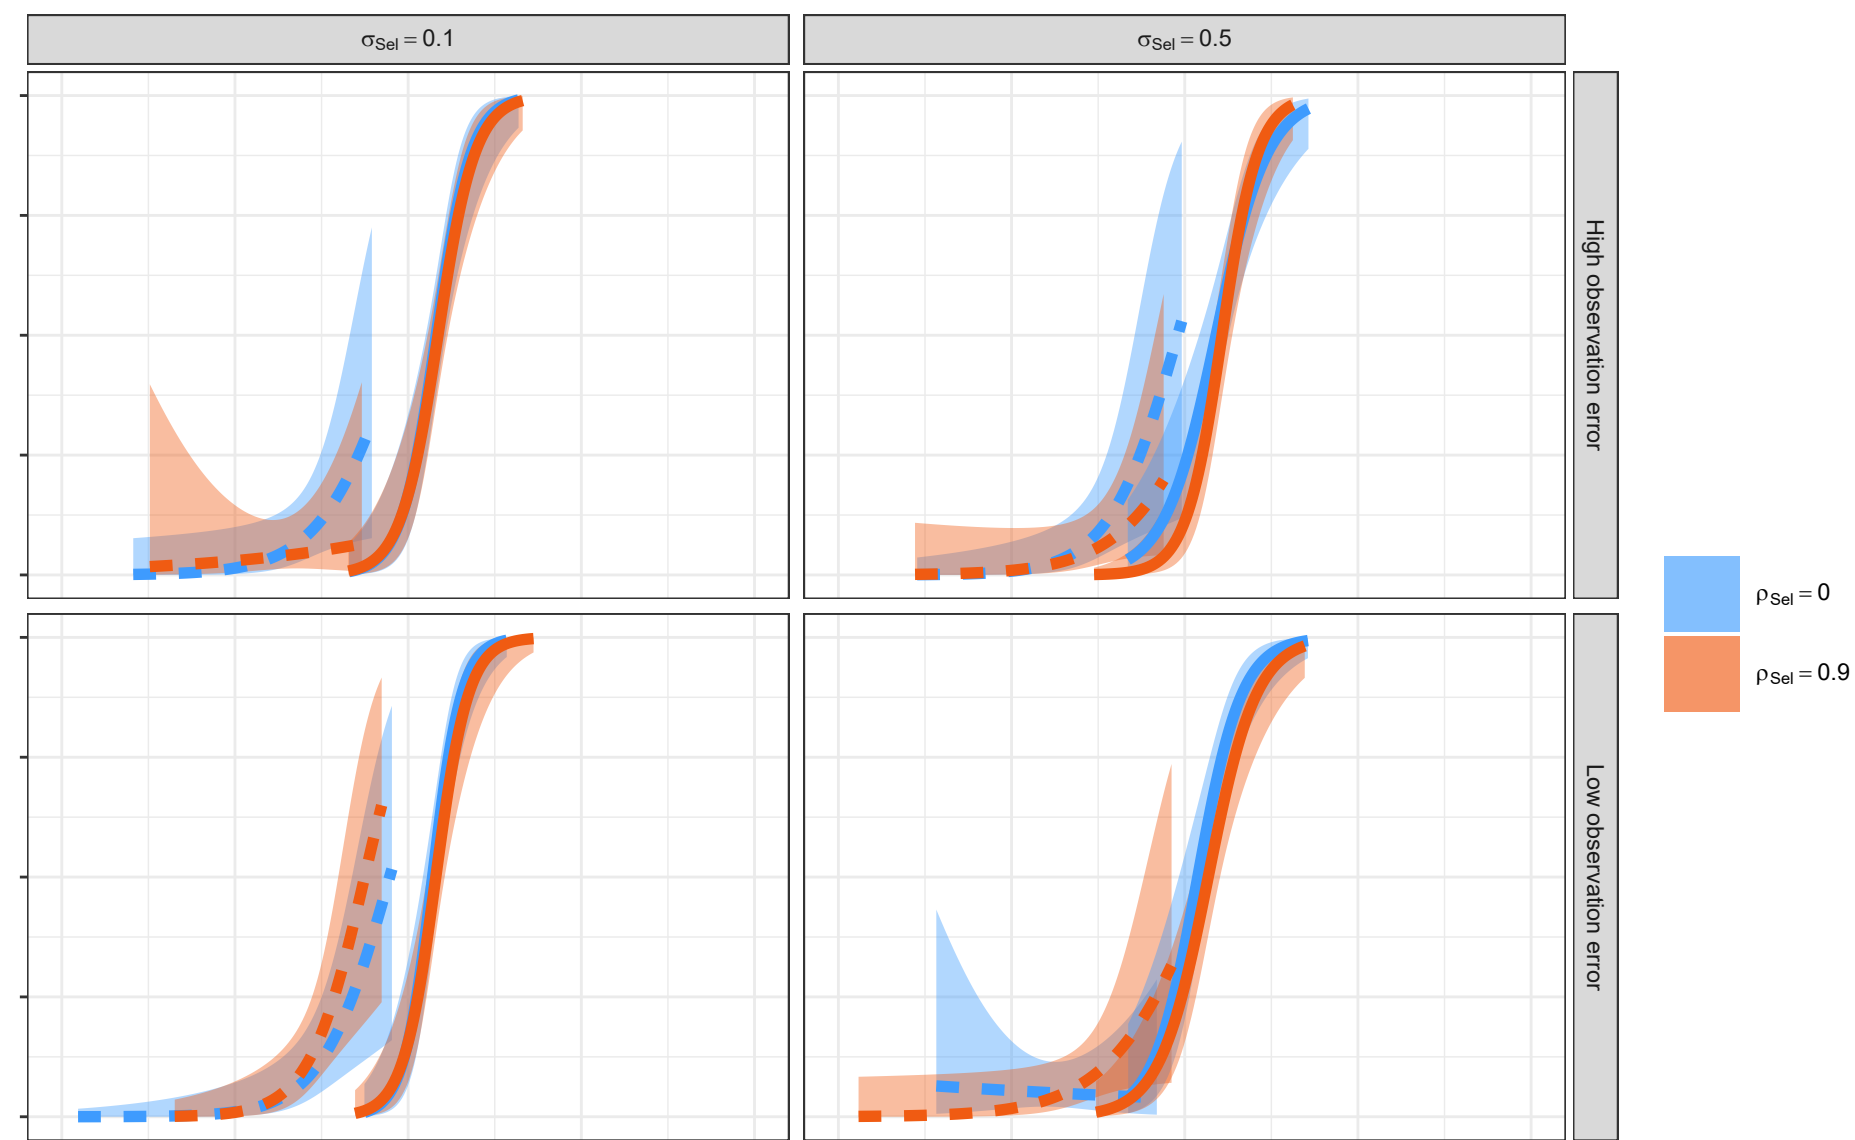 σSel = 0.1
σSel = 0.5
High observation error
Low observation error
ρSel = 0
ρSel = 0.9